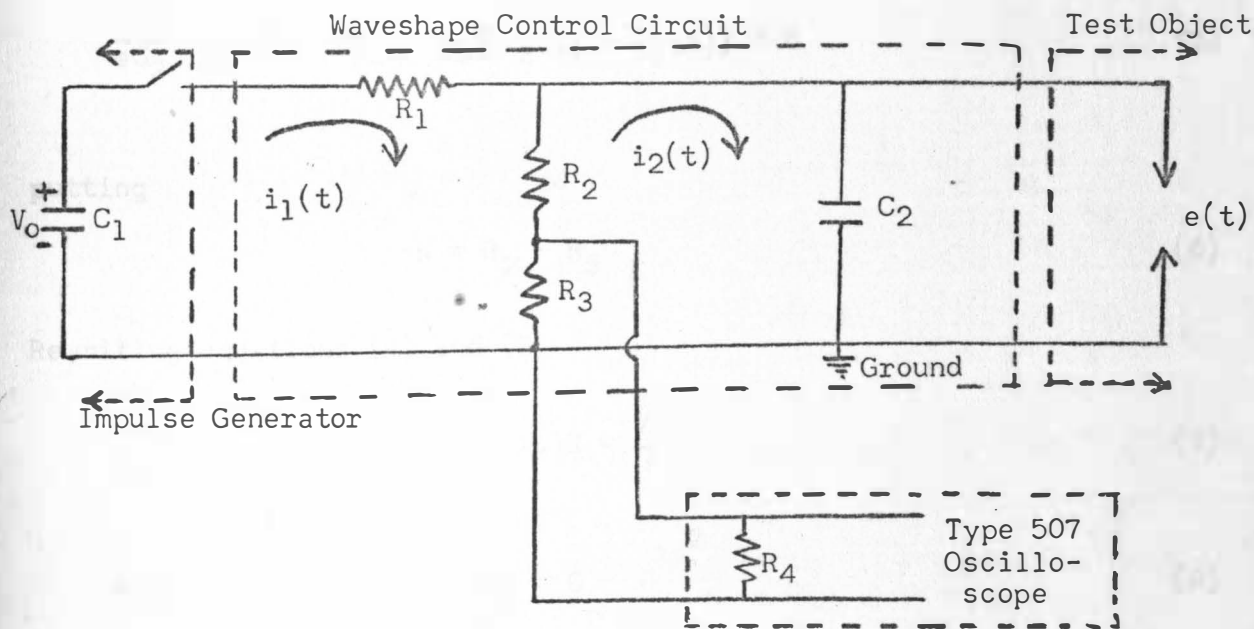 Waveshape Control Circuit
Test Object
R1
i1(t)
i2(t)
R2
putting
+
Vo
-
C1
C2
e(t)
R3
Ground
Impulse Generator
R4
Type 507
Oscillo-
scope